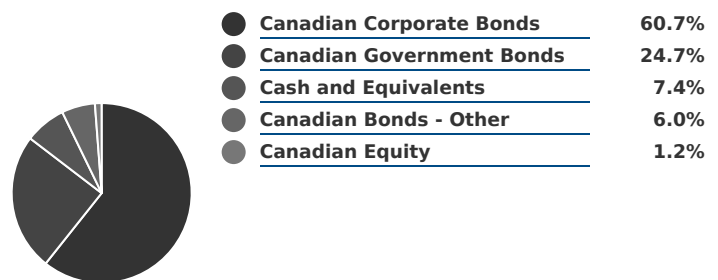 Canadian Corporate Bonds 60.7%
Canadian Government Bonds 24.7%
Cash and Equivalents 7.4%
Canadian Bonds - Other 6.0%
Canadian Equity 1.2%